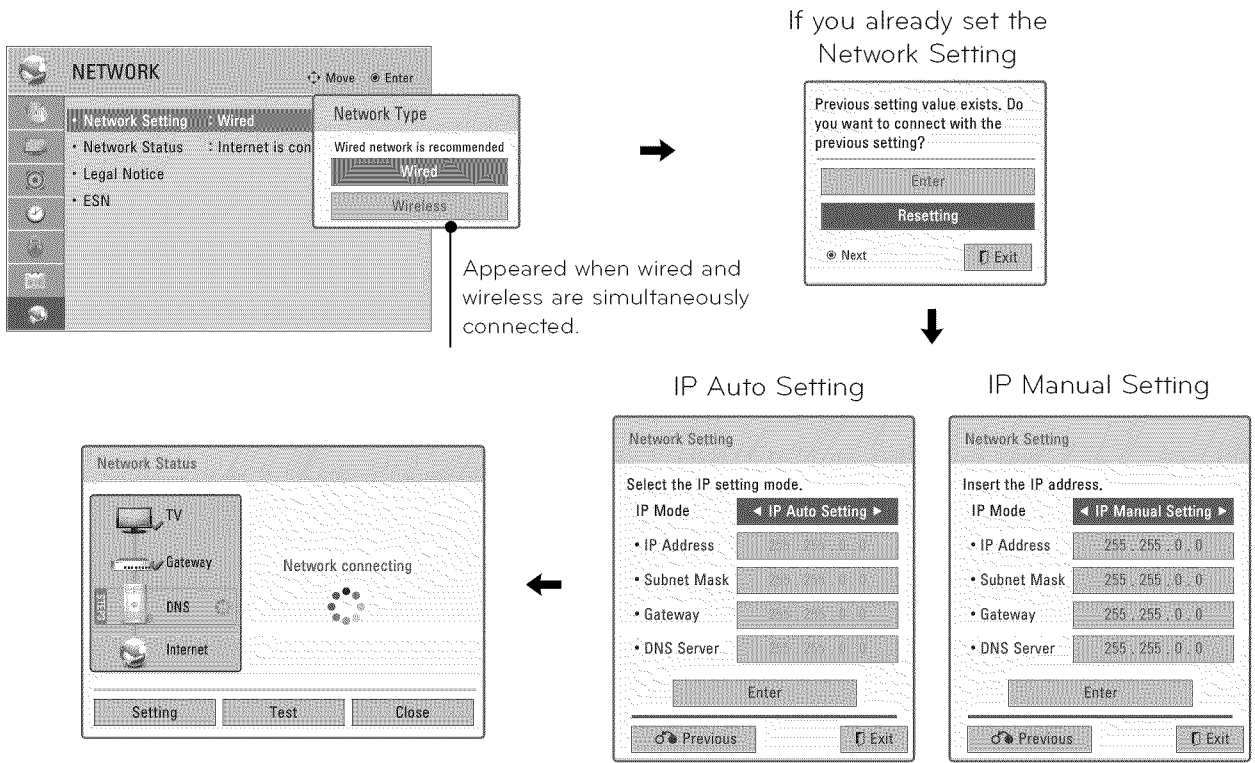 If you already set the
Network Setting
NETWORK
Move Enter
• Network Setting : Wired
• Network Status : Internet is con
• Legal Notice
• ESN
Network Type
Wired network is recommended
Wired
Wireless
Appeared when wired and
wireless are simultaneously
connected.
Previous setting value exists. Do
you want to connect with the
previous setting?
Enter
Resetting
Next Exit
IP Auto Setting
Network Setting
Select the IP setting mode.
IP Mode ◄ IP Auto Setting ►
• IP Address
• Subnet Mask
• Gateway
• DNS Server
Enter
Previous Exit
IP Manual Setting
Network Setting
Insert the IP address.
IP Mode ◄ IP Manual Setting ►
• IP Address 255 . 255 . 0 . 0
• Subnet Mask 255 . 255 . 0 . 0
• Gateway 255 . 255 . 0 . 0
• DNS Server 255 . 255 . 0 . 0
Enter
Previous Exit
Network Status
TV
Gateway
DNS
Internet
Network connecting
Setting Test Close